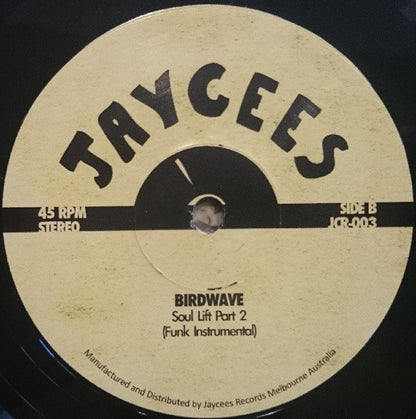 JAYCEES
45 RPM
STEREO
SIDE B
JCR-003
BIRDWAVE
Soul Lift Part 2
(Funk Instrumental)
Manufactured and Distributed by Jaycees Records Melbourne Australia